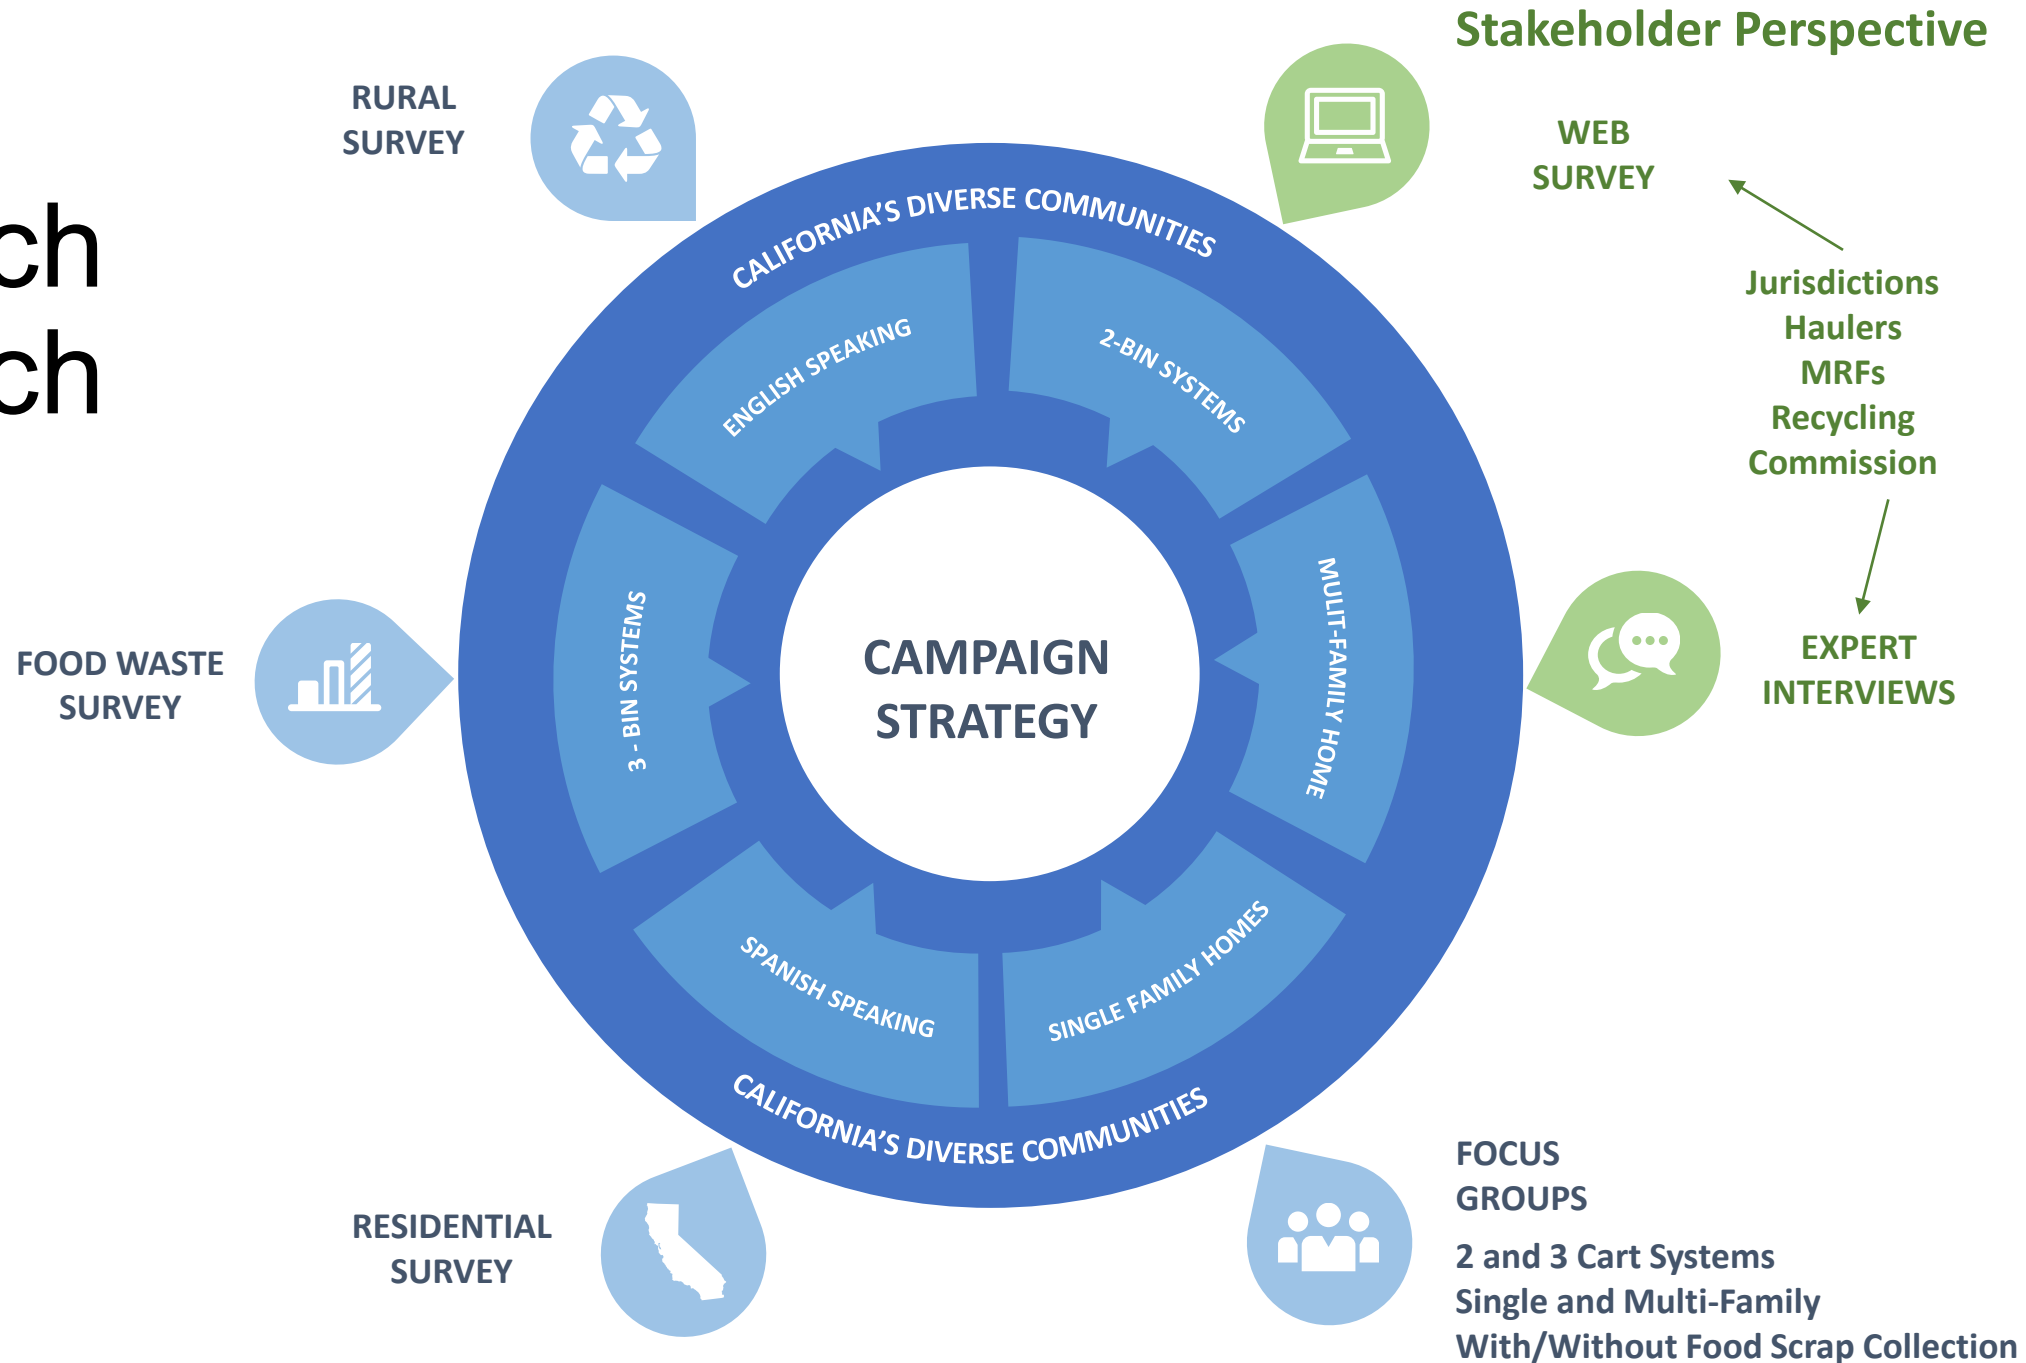 Stakeholder Perspective
RURAL
SURVEY
WEB
SURVEY
ch
ch
CALIFORNIA'S DIVERSE COMMUNITIES
ENGLISH SPEAKING
2-BIN SYSTEMS
Jurisdictions
Haulers
MRFs
Recycling
Commission
3 - BIN SYSTEMS
MULIT-FAMILY HOME
FOOD WASTE
SURVEY
CAMPAIGN
STRATEGY
EXPERT
INTERVIEWS
SPANISH SPEAKING
SINGLE FAMILY HOMES
CALIFORNIA'S DIVERSE COMMUNITIES
RESIDENTIAL
SURVEY
FOCUS
GROUPS
2 and 3 Cart Systems
Single and Multi-Family
With/Without Food Scrap Collection